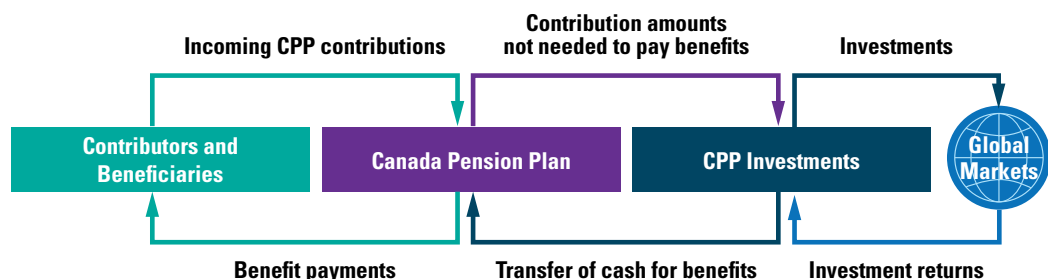 Contribution amounts
not needed to pay benefits
Incoming CPP contributions
Investments
Contributors and
Beneficiaries
Canada Pension Plan
CPP Investments
Global
Markets
Benefit payments
Transfer of cash for benefits
Investment returns